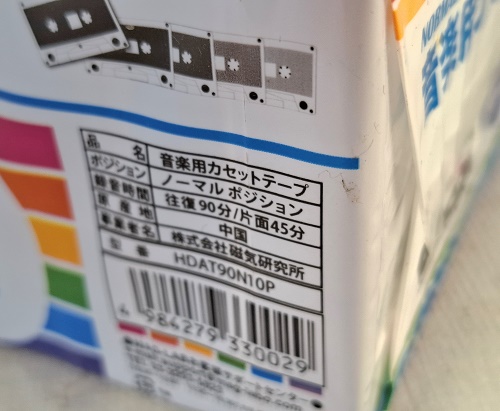 品名 音楽用カセットテープ
ポジション ノーマル ポジション
録音時間 往復90分/片面45分
原産地 中国
事業者名 株式会社磁気研究所
型番 HDAT90N10P
4 984279 330029
音楽用